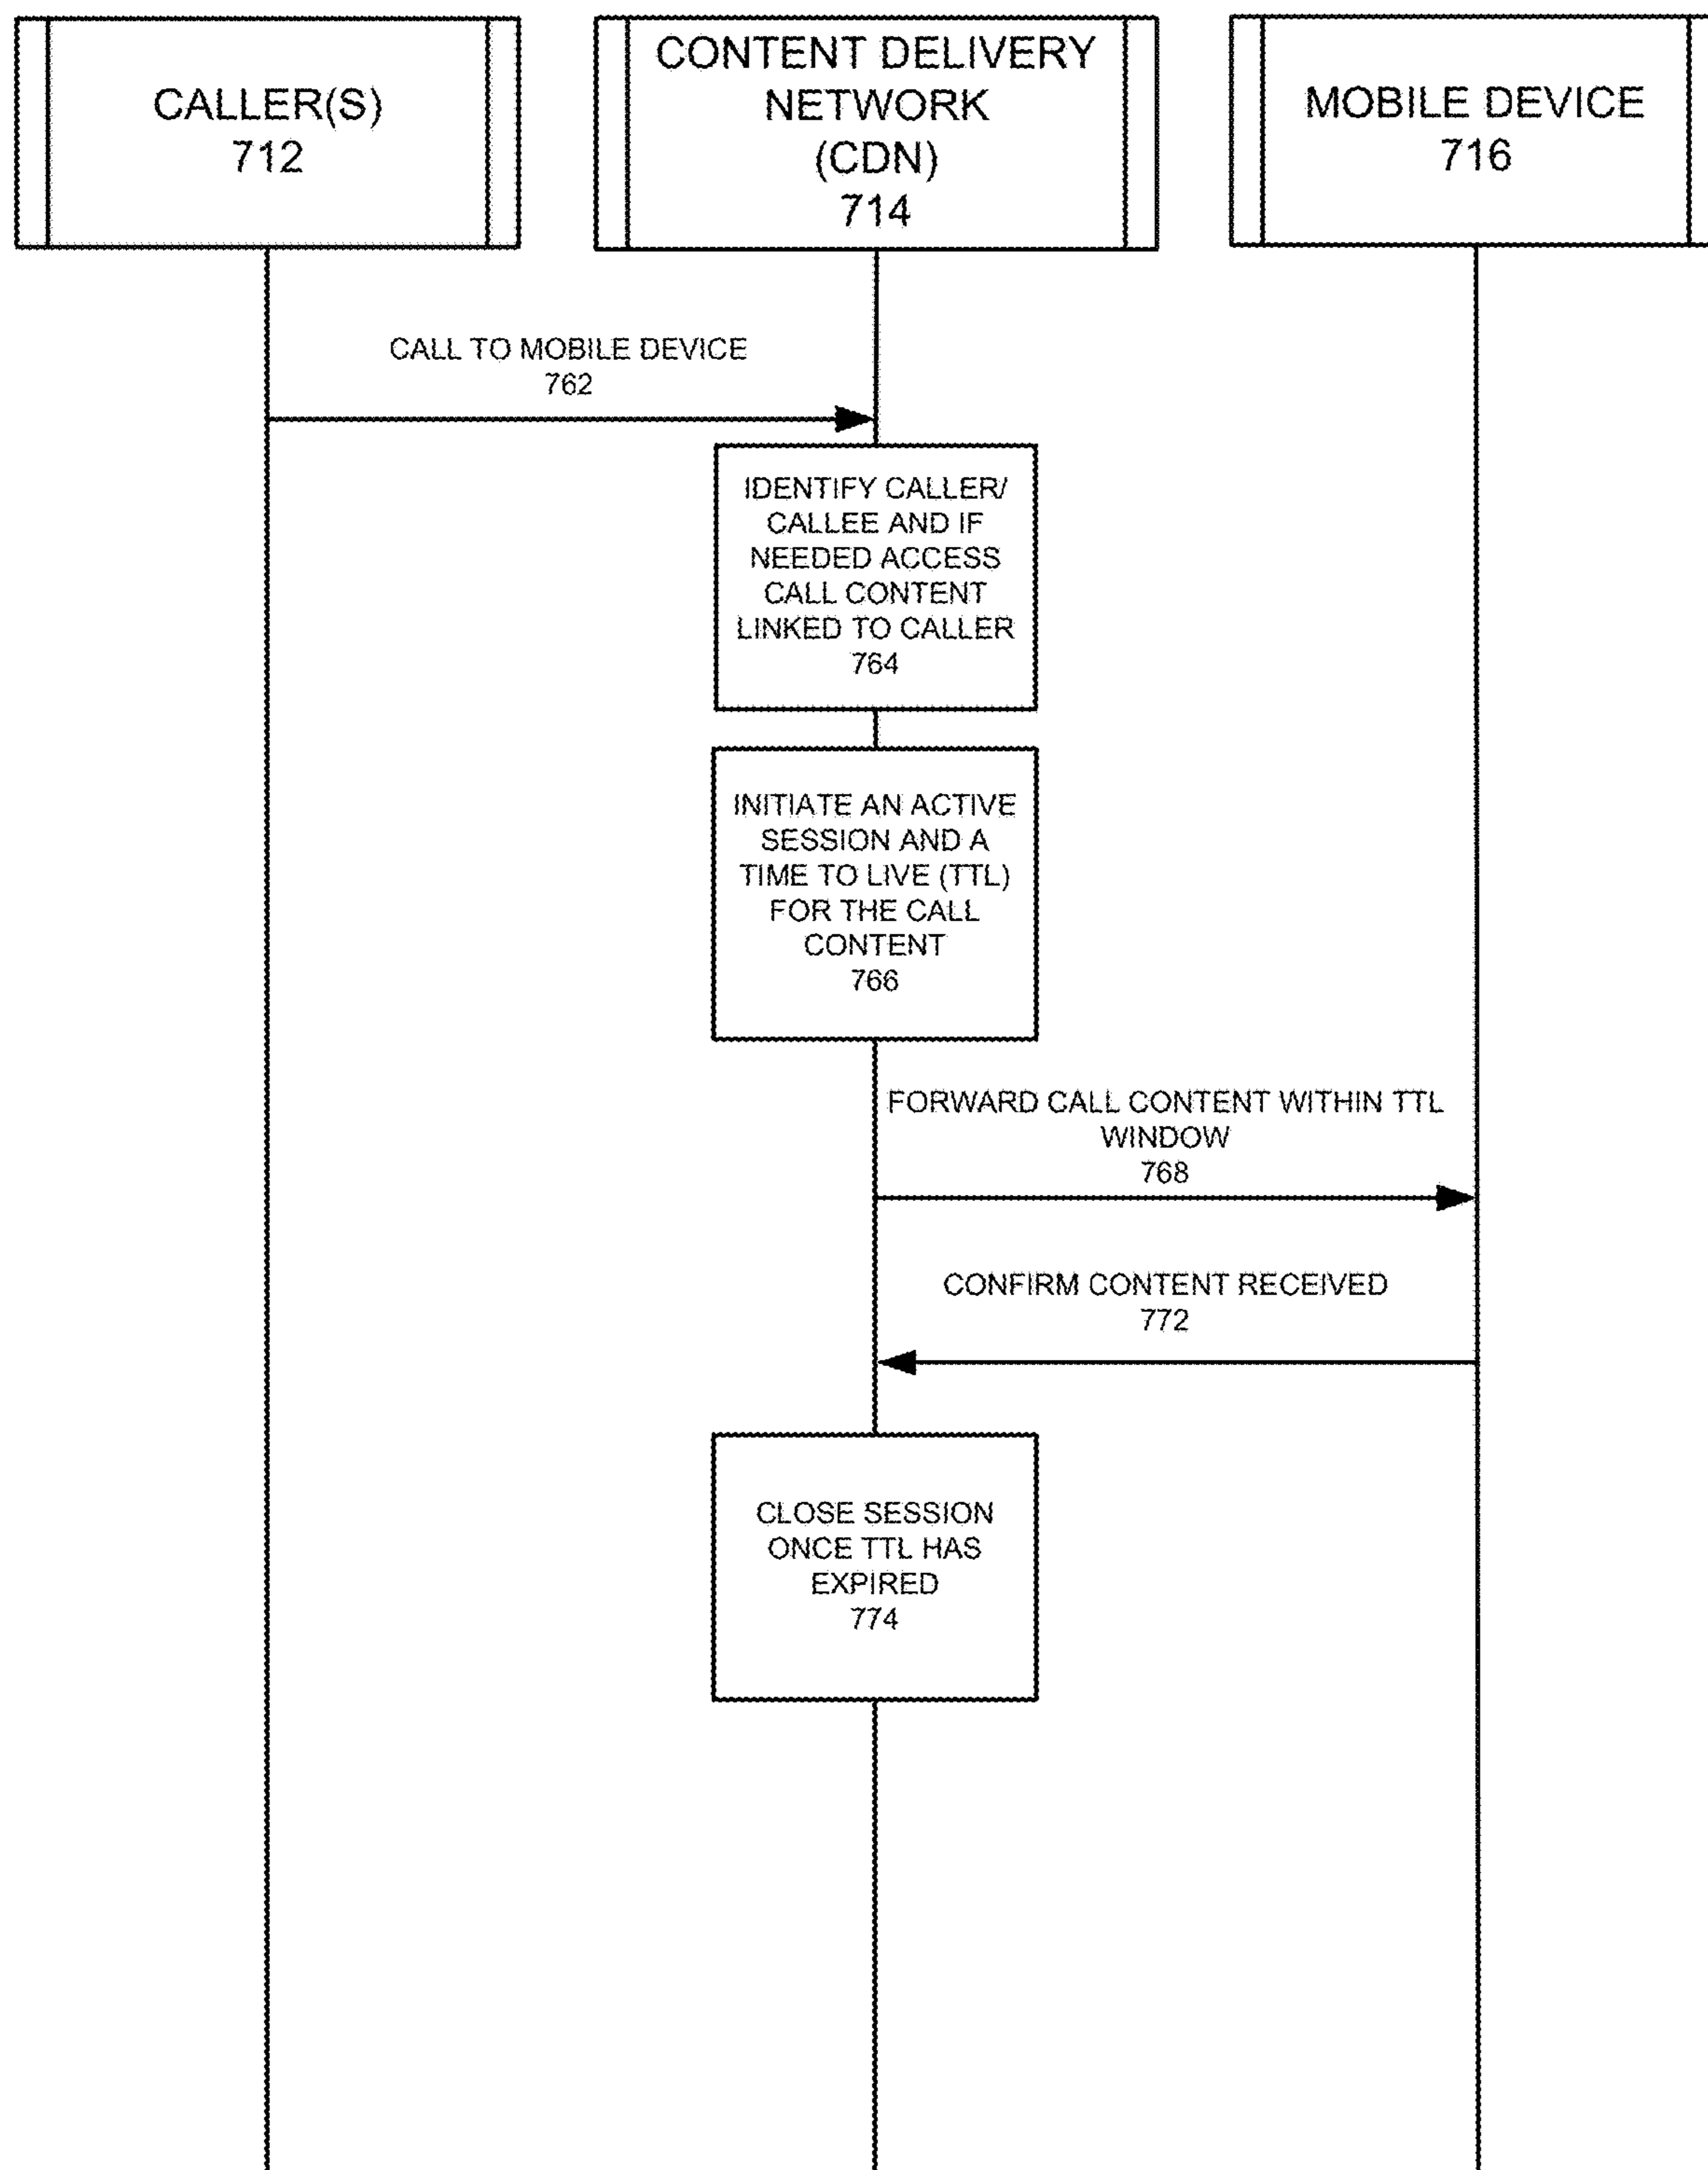 CALLER(S)
712
CONTENT DELIVERY
NETWORK
(CDN)
714
MOBILE DEVICE
716
CALL TO MOBILE DEVICE
762
IDENTIFY CALLER/
CALLEE AND IF
NEEDED ACCESS
CALL CONTENT
LINKED TO CALLER
764
INITIATE AN ACTIVE
SESSION AND A
TIME TO LIVE (TTL)
FOR THE CALL
CONTENT
766
FORWARD CALL CONTENT WITHIN TTL
WINDOW
768
CONFIRM CONTENT RECEIVED
772
CLOSE SESSION
ONCE TTL HAS
EXPIRED
774